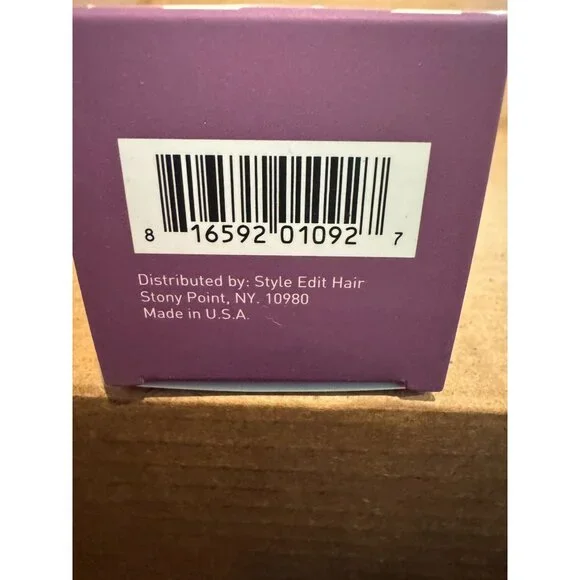 8 16592 01092 7
Distributed by: Style Edit Hair
Stony Point, NY. 10980
Made in U.S.A.